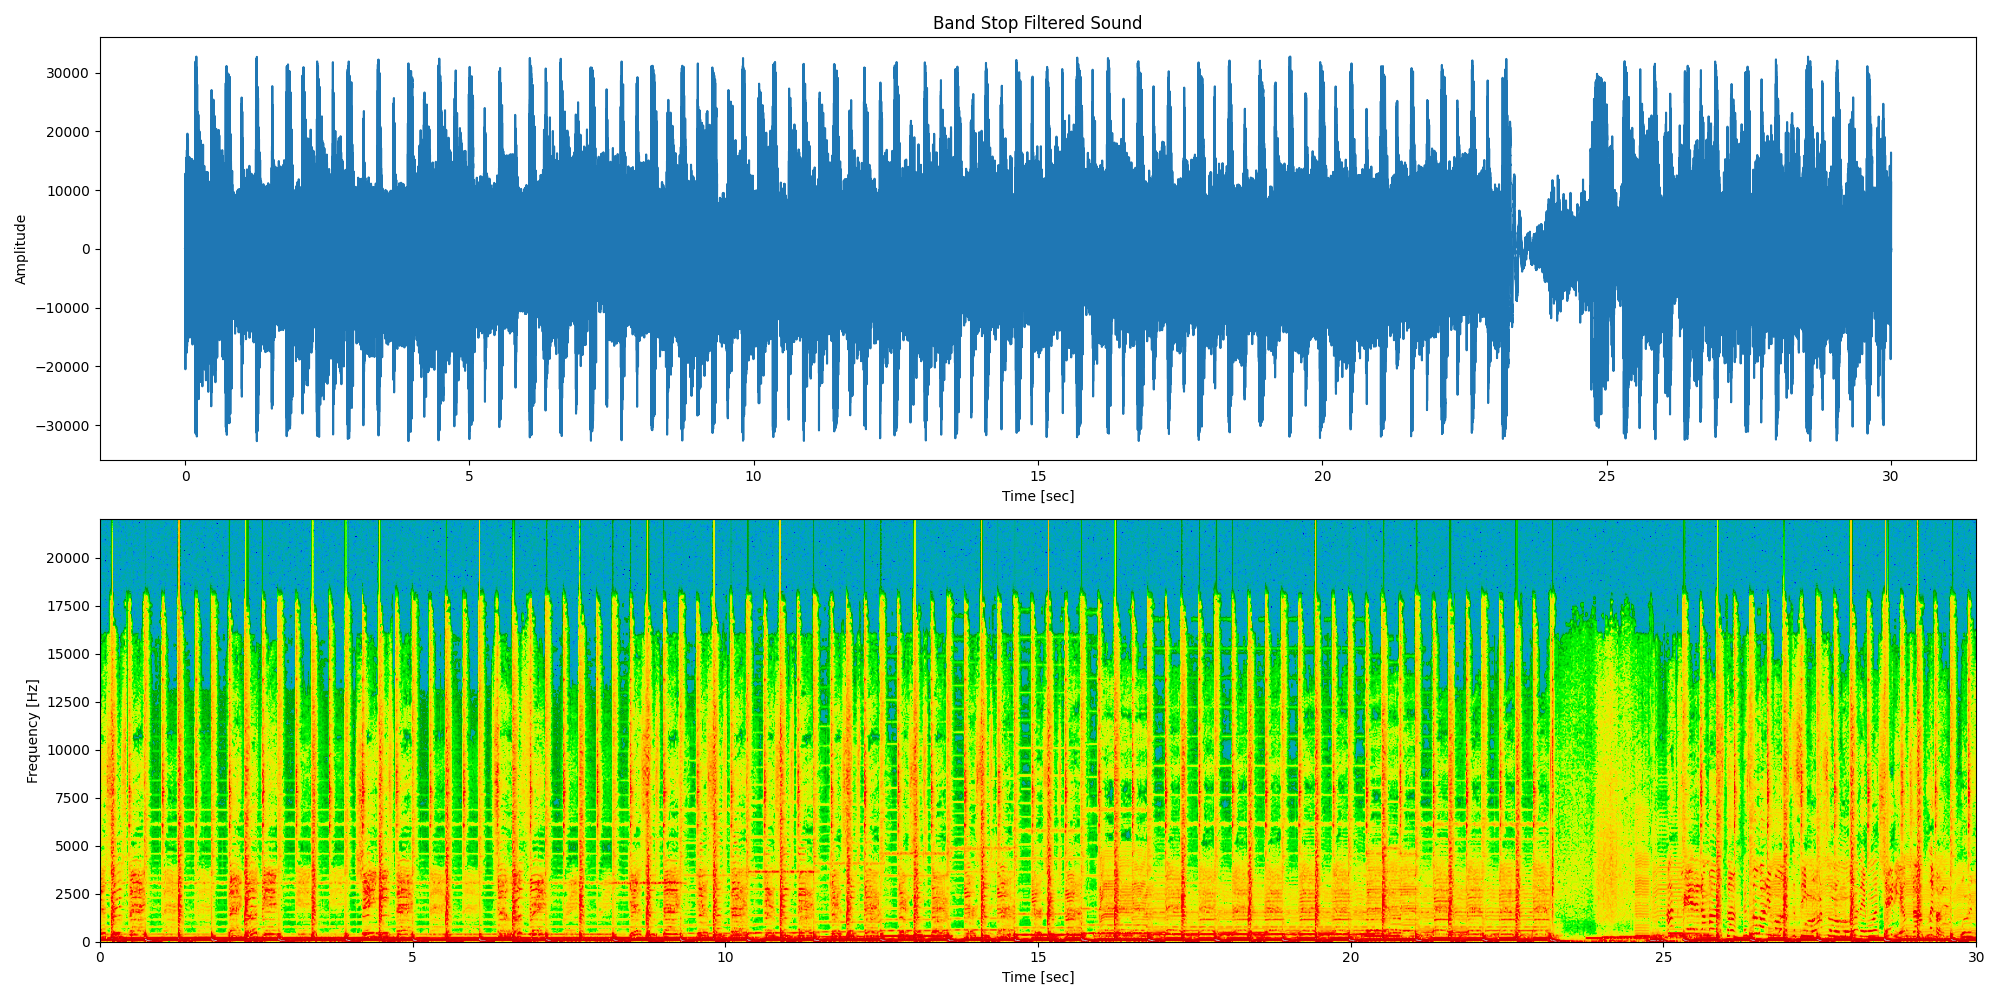 Band Stop Filtered Sound
30000
20000
10000
0
−10000
−20000
−30000
Amplitude
0 5 10 15 20 25 30
Time [sec]
20000
17500
15000
12500
10000
7500
5000
2500
0
Frequency [Hz]
0 5 10 15 20 25 30
Time [sec]